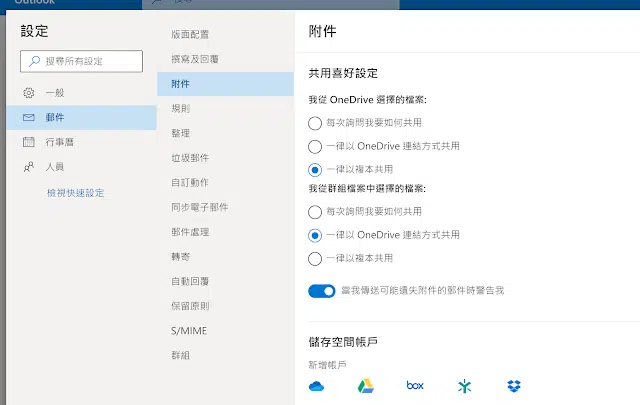 Outlook
搜尋
設定
搜尋所有設定
一般
郵件
行事曆
人員
檢視快速設定
版面配置
撰寫及回覆
附件
規則
整理
垃圾郵件
自訂動作
同步電子郵件
郵件處理
轉寄
自動回覆
保留原則
S/MIME
群組
附件
共用喜好設定
我從 OneDrive 選擇的檔案:
每次詢問我要如何共用
一律以 OneDrive 連結方式共用
一律以複本共用
我從群組檔案中選擇的檔案:
每次詢問我要如何共用
一律以 OneDrive 連結方式共用
一律以複本共用
當我傳送可能遺失附件的郵件時警告我
儲存空間帳戶
新增帳戶
box